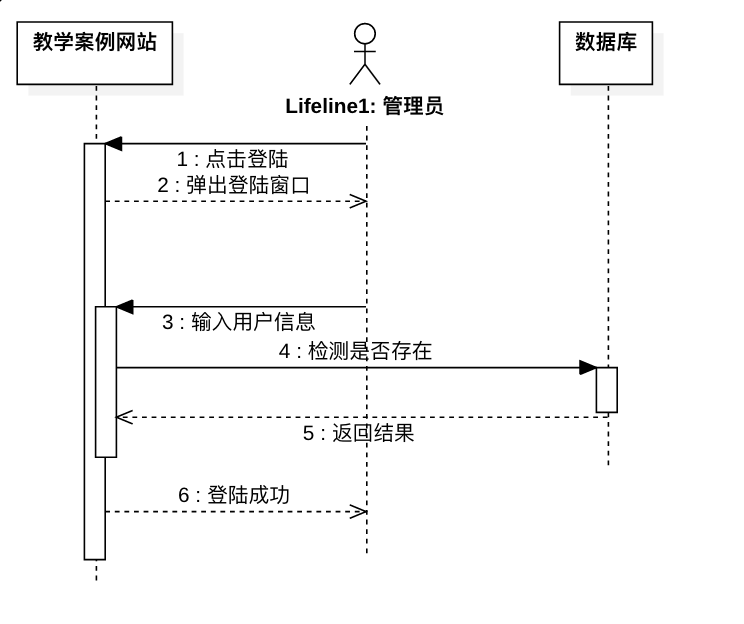 教学案例网站
数据库
Lifeline1: 管理员
1 : 点击登陆
2 : 弹出登陆窗口
3 : 输入用户信息
4 : 检测是否存在
5 : 返回结果
6 : 登陆成功